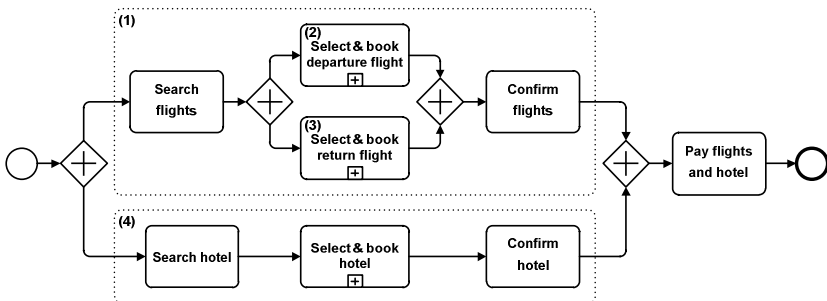 (1)
(2)
Select & book
departure flight
Search
flights
Confirm
flights
(3)
Select & book
return flight
Pay flights
and hotel
(4)
Search hotel
Select & book
hotel
Confirm
hotel